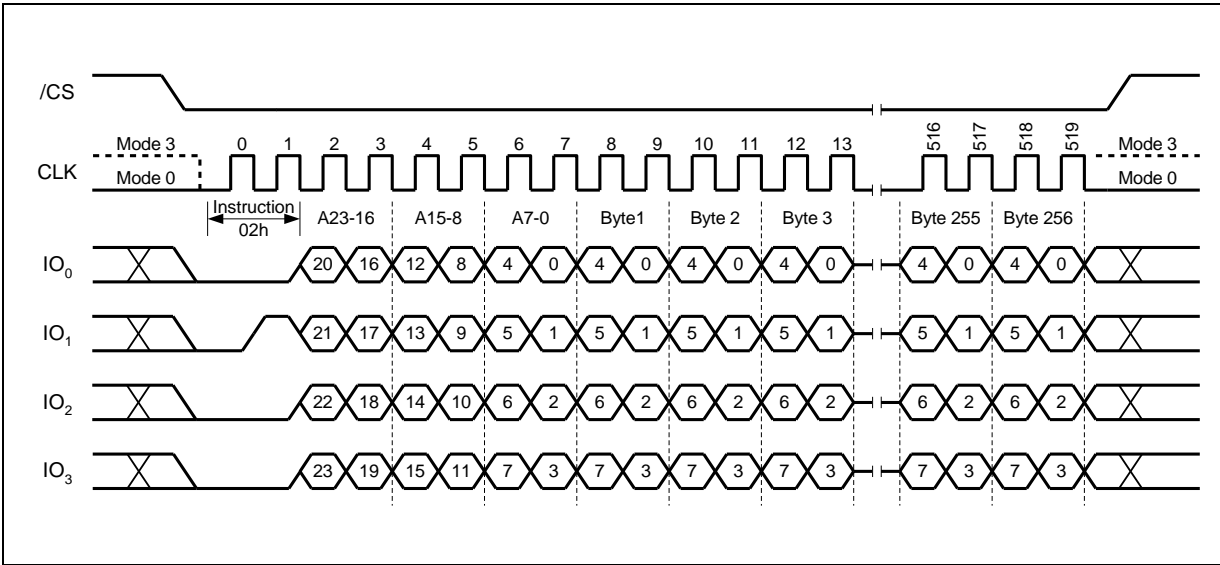 /CS
Mode 3 0 1 2 3 4 5 6 7 8 9 10 11 12 13 516 517 518 519 Mode 3
CLK
Mode 0 Mode 0
Instruction
02h
A23-16 A15-8 A7-0 Byte1 Byte 2 Byte 3 Byte 255 Byte 256
IO0 20 16 12 8 4 0 4 0 4 0 4 0 4 0 4 0
IO1 21 17 13 9 5 1 5 1 5 1 5 1 5 1 5 1
IO2 22 18 14 10 6 2 6 2 6 2 6 2 6 2 6 2
IO3 23 19 15 11 7 3 7 3 7 3 7 3 7 3 7 3